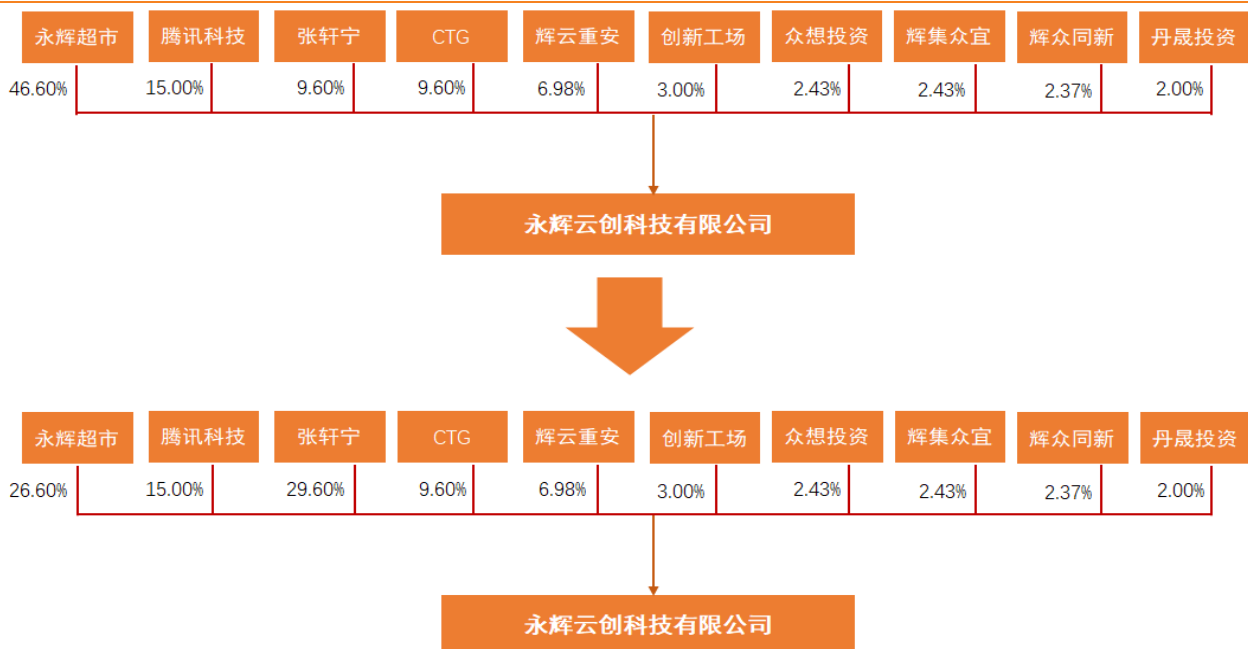 永辉超市 腾讯科技 张轩宁 CTG 辉云重安 创新工场 众想投资 辉集众宜 辉众同新 丹晟投资
46.60% 15.00% 9.60% 9.60% 6.98% 3.00% 2.43% 2.43% 2.37% 2.00%
永辉云创科技有限公司
永辉超市 腾讯科技 张轩宁 CTG 辉云重安 创新工场 众想投资 辉集众宜 辉众同新 丹晟投资
26.60% 15.00% 29.60% 9.60% 6.98% 3.00% 2.43% 2.43% 2.37% 2.00%
永辉云创科技有限公司